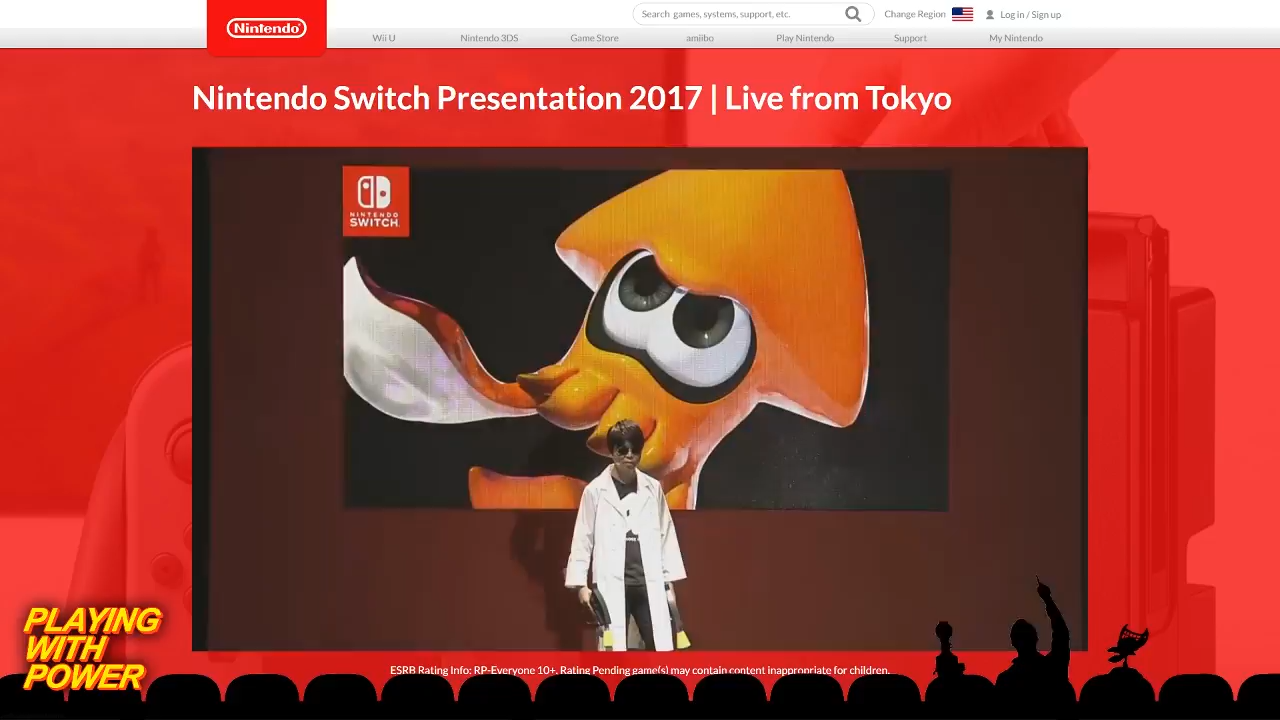 Nintendo
Search games, systems, support, etc.
Change Region
Log in / Sign up
Wii U
Nintendo 3DS
Game Store
amiibo
Play Nintendo
Support
My Nintendo
Nintendo Switch Presentation 2017 | Live from Tokyo
NINTENDO
SWITCH
ESRB Rating Info: RP-Everyone 10+. Rating Pending game(s) may contain content inappropriate for children.
PLAYING
WITH
POWER